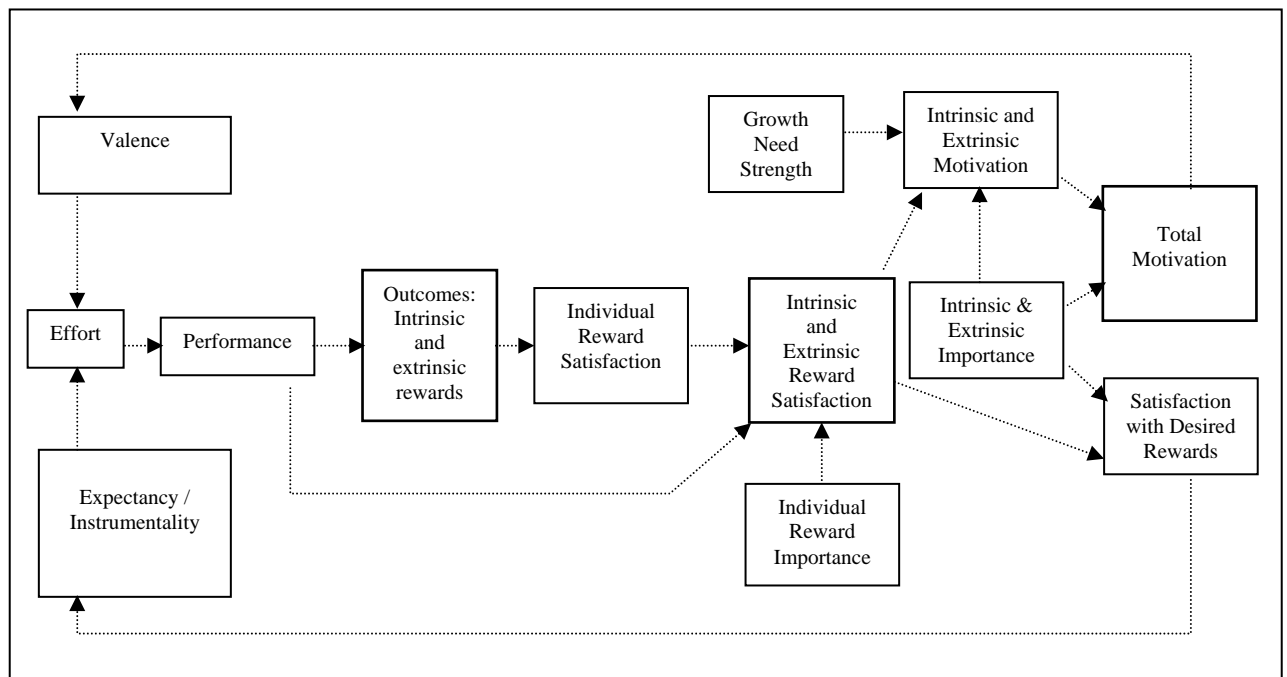 Valence
Growth
Need
Strength
Intrinsic and
Extrinsic
Motivation
Total
Motivation
Effort
Performance
Outcomes:
Intrinsic
and
extrinsic
rewards
Individual
Reward
Satisfaction
Intrinsic
and
Extrinsic
Reward
Satisfaction
Intrinsic &
Extrinsic
Importance
Satisfaction
with Desired
Rewards
Expectancy /
Instrumentality
Individual
Reward
Importance